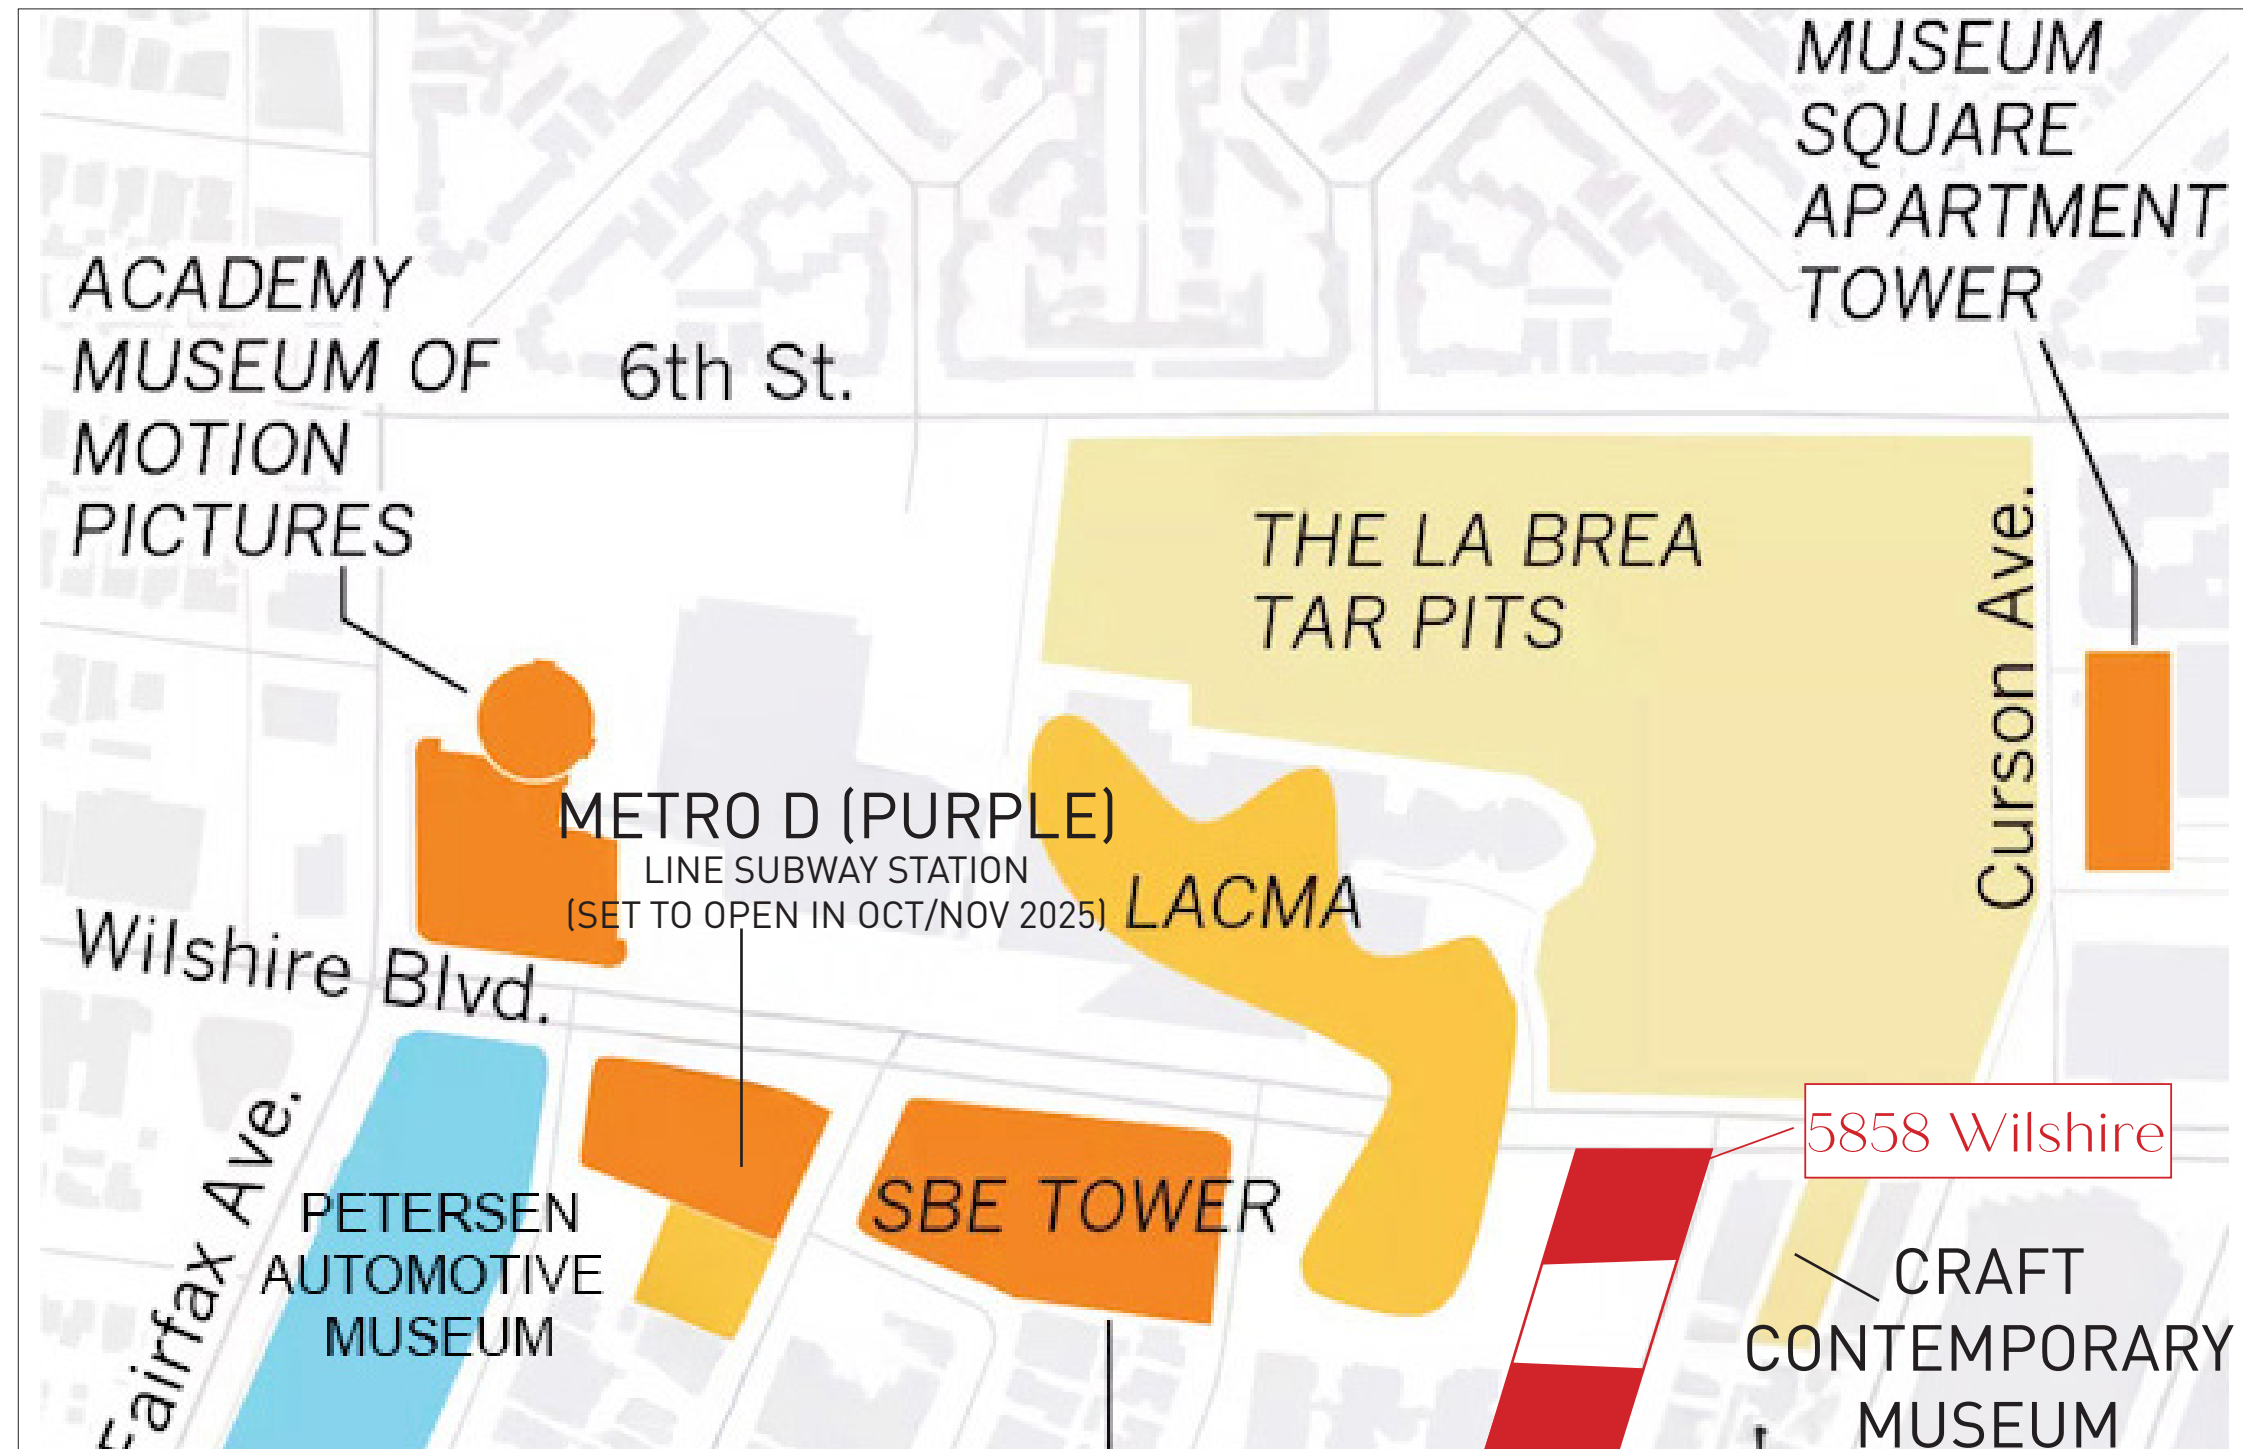 MUSEUM
SQUARE
APARTMENT
TOWER
ACADEMY
MUSEUM OF
MOTION
PICTURES
6th St.
THE LA BREA
TAR PITS
Curson Ave.
METRO D (PURPLE)
LINE SUBWAY STATION
(SET TO OPEN IN OCT/NOV 2025)
LACMA
Wilshire Blvd.
Fairfax Ave.
PETERSEN
AUTOMOTIVE
MUSEUM
SBE TOWER
5858 Wilshire
CRAFT
CONTEMPORARY
MUSEUM